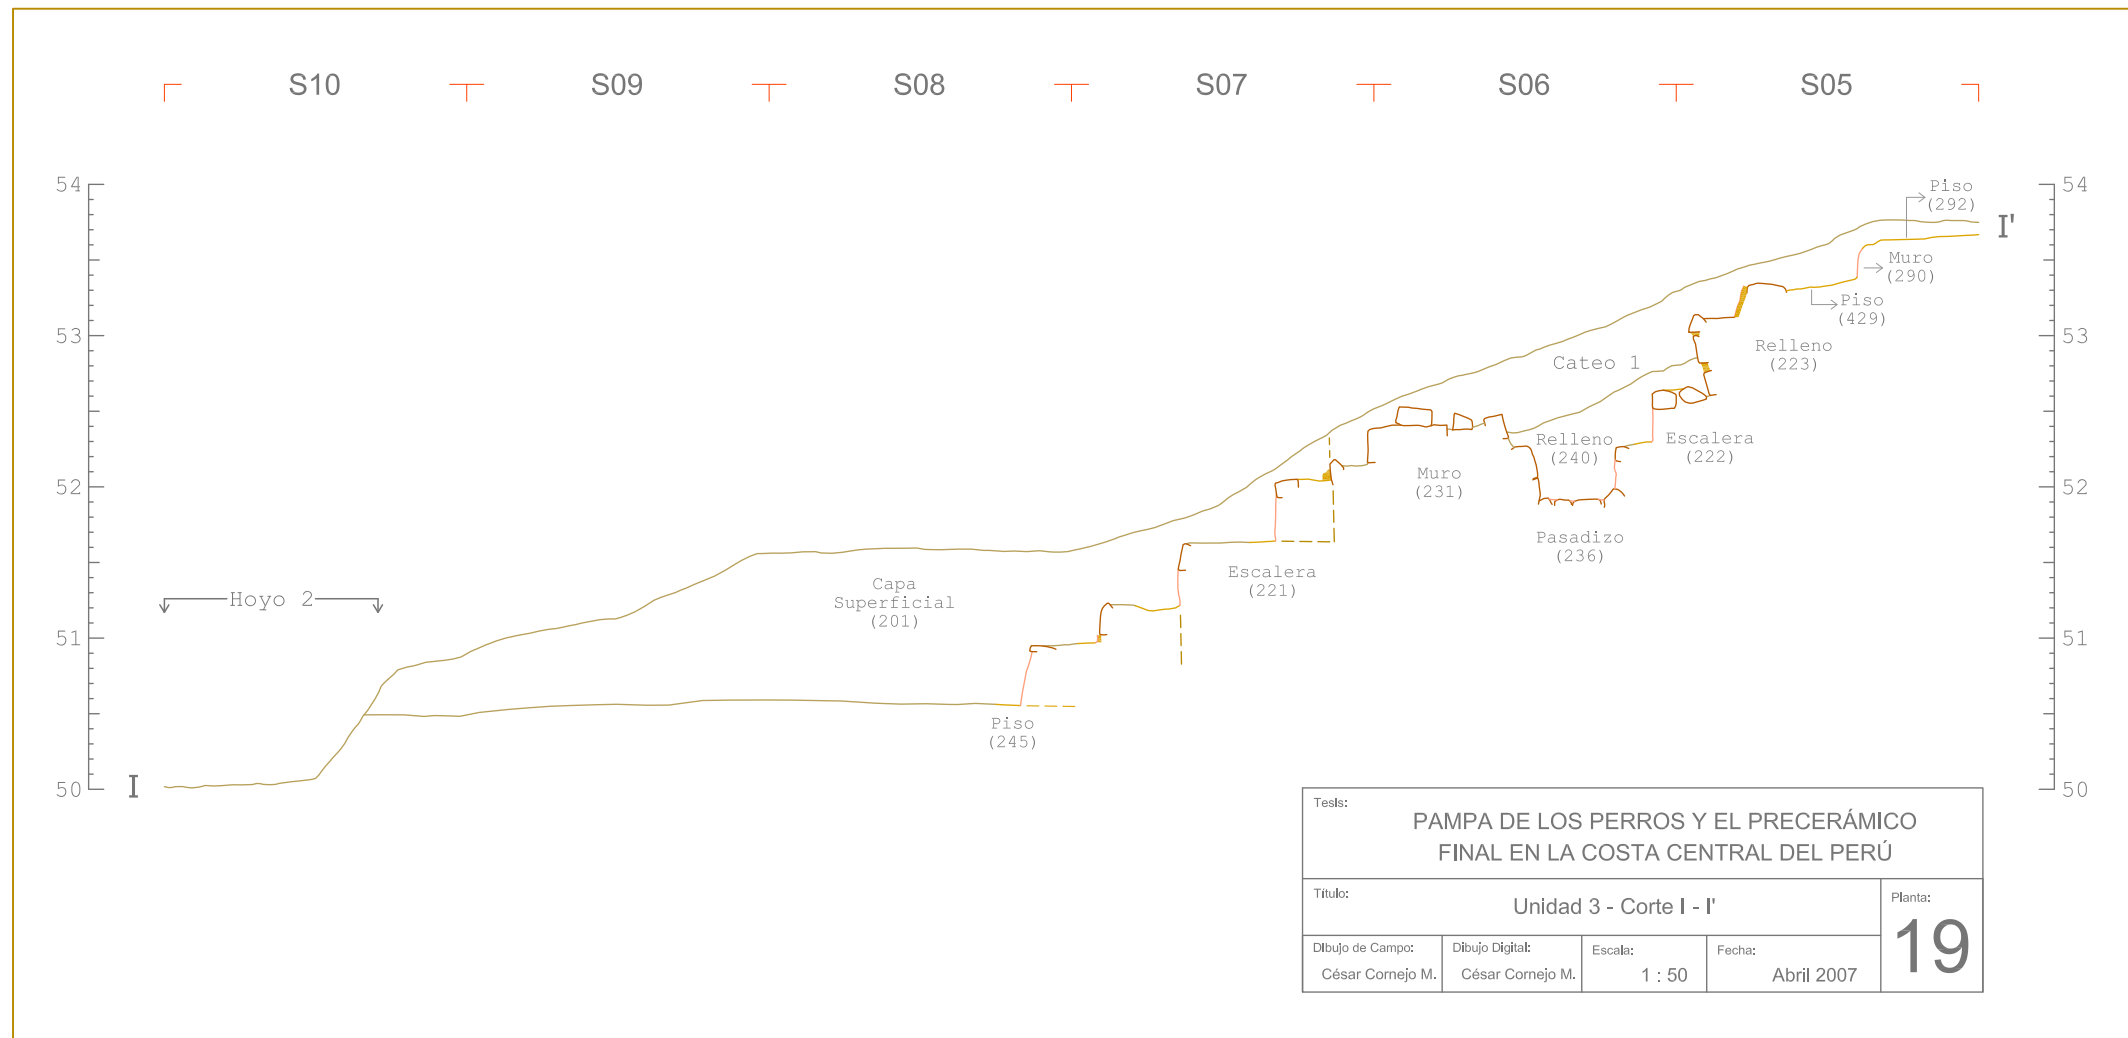 S10 S09 S08 S07 S06 S05
54
53
52
51
50
54
53
52
51
50
I
I'
Piso
(292)
Muro
(290)
Piso
(429)
Relleno
(223)
Cateo 1
Relleno
(240)
Escalera
(222)
Muro
(231)
Pasadizo
(236)
Escalera
(221)
Capa
Superficial
(201)
Hoyo 2
Piso
(245)
Tesis:
PAMPA DE LOS PERROS Y EL PRECERÁMICO
FINAL EN LA COSTA CENTRAL DEL PERÚ
Título:
Unidad 3 - Corte I - I'
Planta:
19
Dibujo de Campo:
César Cornejo M.
Dibujo Digital:
César Cornejo M.
Escala:
1 : 50
Fecha:
Abril 2007